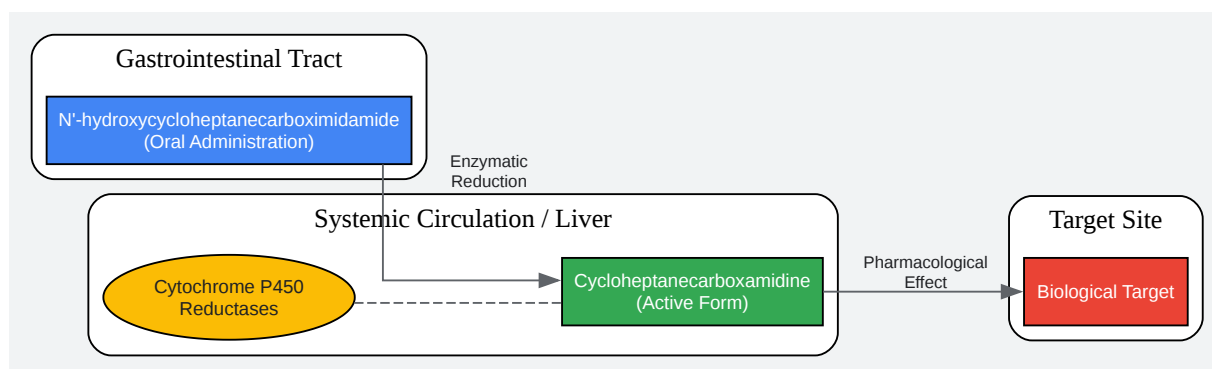 Gastrointestinal Tract
N'-hydroxycycloheptanecarboximidamide
(Oral Administration)
Enzymatic
Reduction
Systemic Circulation / Liver
Cytochrome P450
Reductases
Cycloheptanecarboxamidine
(Active Form)
Pharmacological
Effect
Target Site
Biological Target